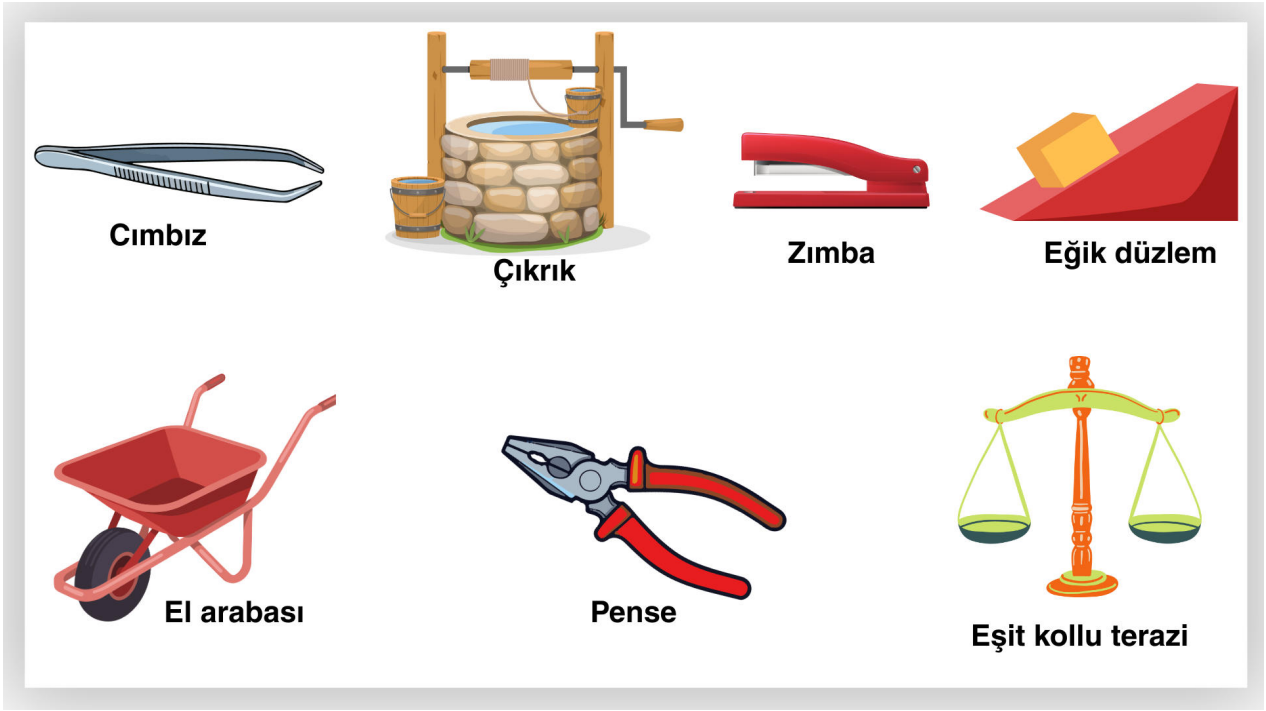 Cımbız
Çıkrık
Zımba
Eğik düzlem
El arabası
Pense
Eşit kollu terazi